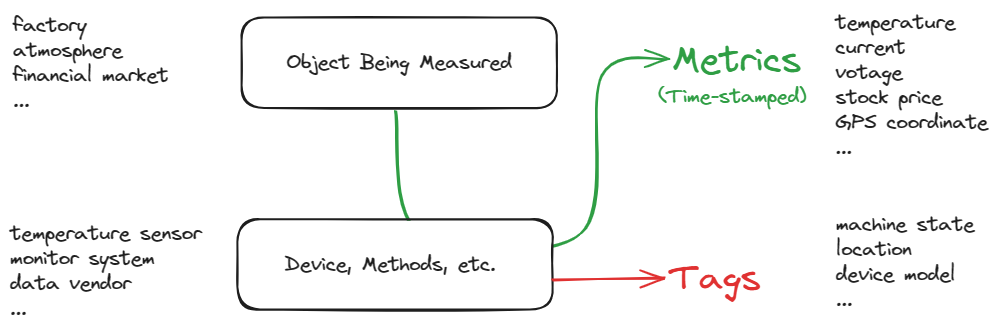 factory
atmosphere
financial market
...
Object Being Measured
Metrics
(Time-stamped)
temperature
current
votage
stock price
GPS coordinate
...
temperature sensor
monitor system
data vendor
...
Device, Methods, etc.
Tags
machine state
location
device model
...